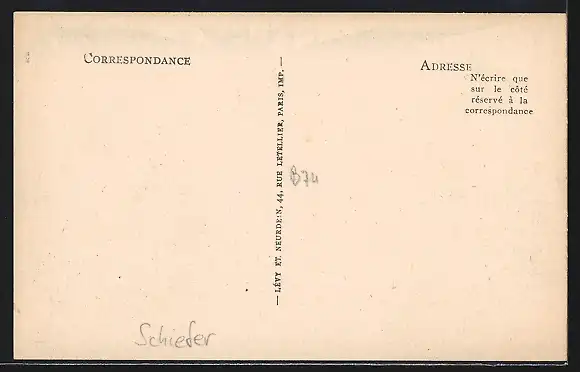 CORRESPONDANCE
ADRESSE
N'écrire que
sur le côté
réservé à la
correspondance
— LÉVY ET NEURDEIN, 44, RUE LETELLIER, PARIS, IMP. —
874
Schiefer